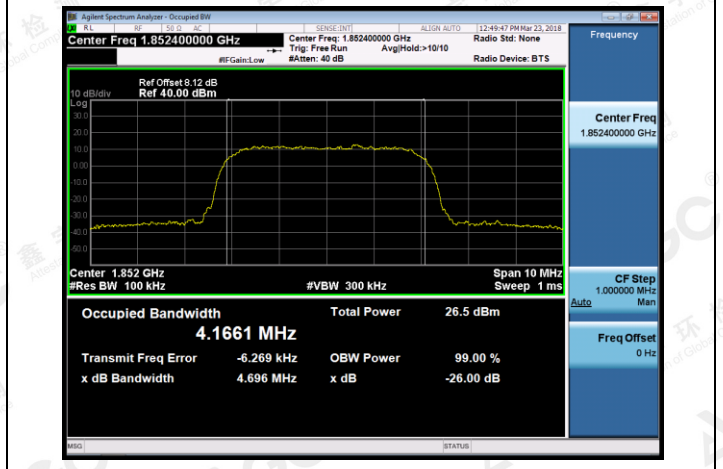 Agilent Spectrum Analyzer - Occupied BW
RL RF 50 Ω AC SENSE:INT ALIGN AUTO 12:49:47 PM Mar 23, 2018
Center Freq 1.852400000 GHz
Center Freq: 1.852400000 GHz
Radio Std: None
Trig: Free Run Avg|Hold:>10/10
#IFGain:Low #Atten: 40 dB
Radio Device: BTS
Ref Offset 8.12 dB
10 dB/div Ref 40.00 dBm
Log
30.0
20.0
10.0
0.00
-10.0
-20.0
-30.0
-40.0
-50.0
Center 1.852 GHz Span 10 MHz
#Res BW 100 kHz #VBW 300 kHz Sweep 1 ms
Occupied Bandwidth Total Power 26.5 dBm
4.1661 MHz
Transmit Freq Error -6.269 kHz OBW Power 99.00 %
x dB Bandwidth 4.696 MHz x dB -26.00 dB
MSG STATUS
Frequency
Center Freq
1.852400000 GHz
CF Step
1.000000 MHz
Auto Man
Freq Offset
0 Hz